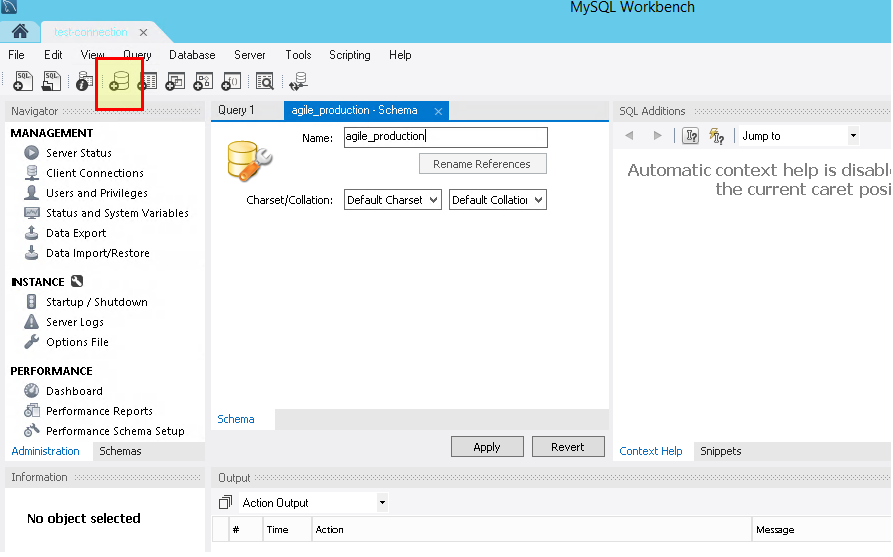 MySQL Workbench
test-connection
File Edit View Query Database Server Tools Scripting Help
SQL SQL
Navigator
MANAGEMENT
Server Status
Client Connections
Users and Privileges
Status and System Variables
Data Export
Data Import/Restore
INSTANCE
Startup / Shutdown
Server Logs
Options File
PERFORMANCE
Dashboard
Performance Reports
Performance Schema Setup
Administration Schemas
Information
No object selected
Query 1 agile_production - Schema
Name: agile_production
Rename References
Charset/Collation: Default Charset Default Collation
Schema
Apply Revert
SQL Additions
Jump to
Automatic context help is disable
the current caret posi
Context Help Snippets
Output
Action Output
# Time Action Message